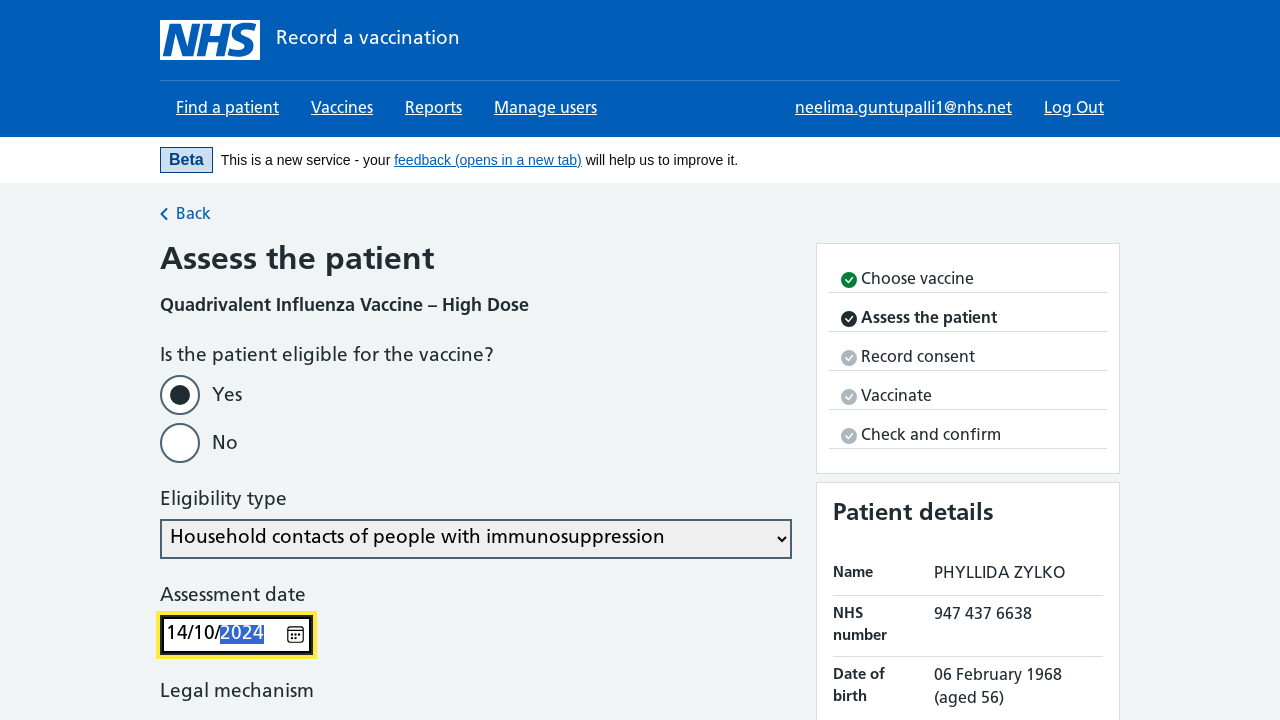 NHS Record a vaccination
Find a patient Vaccines Reports Manage users neelima.guntupalli1@nhs.net Log Out
Beta This is a new service - your feedback (opens in a new tab) will help us to improve it.
Back
Assess the patient
Quadrivalent Influenza Vaccine – High Dose
Is the patient eligible for the vaccine?
Yes
No
Eligibility type
Household contacts of people with immunosuppression
Assessment date
14/10/2024
Legal mechanism
Choose vaccine
Assess the patient
Record consent
Vaccinate
Check and confirm
Patient details
Name PHYLLIDA ZYLKO
NHS number 947 437 6638
Date of birth 06 February 1968 (aged 56)